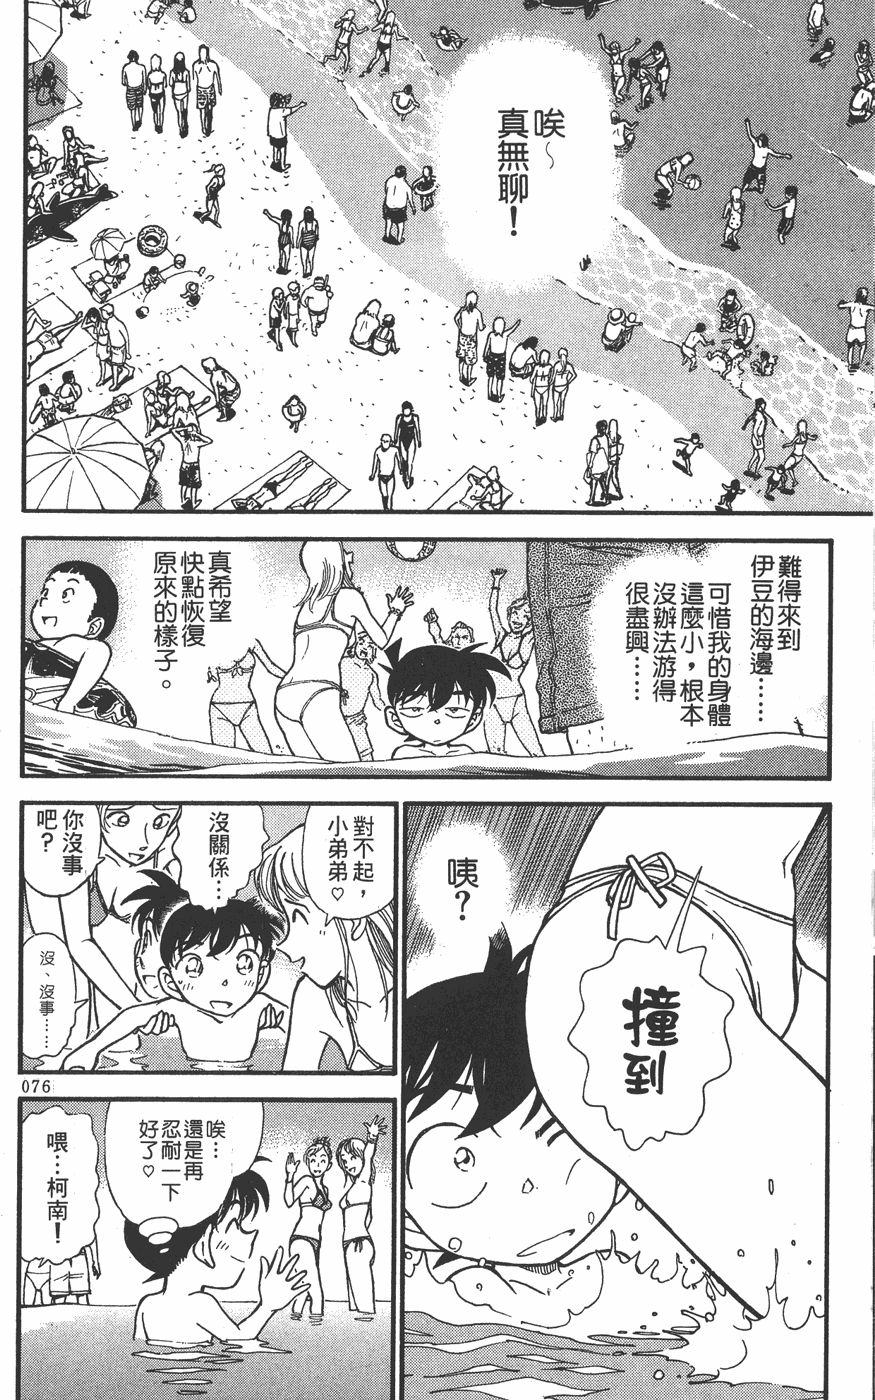 唉～
真無聊！
難得來到
伊豆的海邊……
可惜我的身體
這麼小，根本
沒辦法游得
很盡興……
真希望
快點恢復
原來的樣子。
咦？
撞到
對不起，
小弟弟♡
沒關係…
你沒事
吧？
沒、沒事……
唉…
還是再
忍耐一下
好了♡
喂…柯南！
076